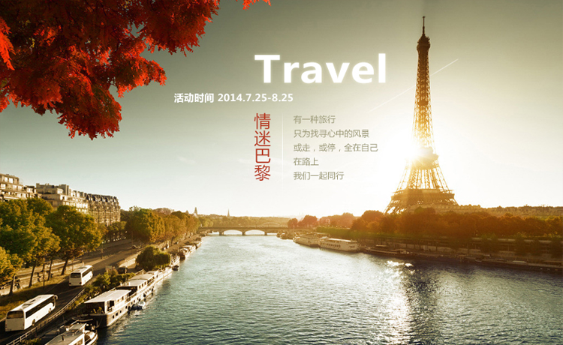 Travel
活动时间 2014.7.25-8.25
情迷巴黎
有一种旅行
只为找寻心中的风景
或走，或停，全在自己
在路上
我们一起同行